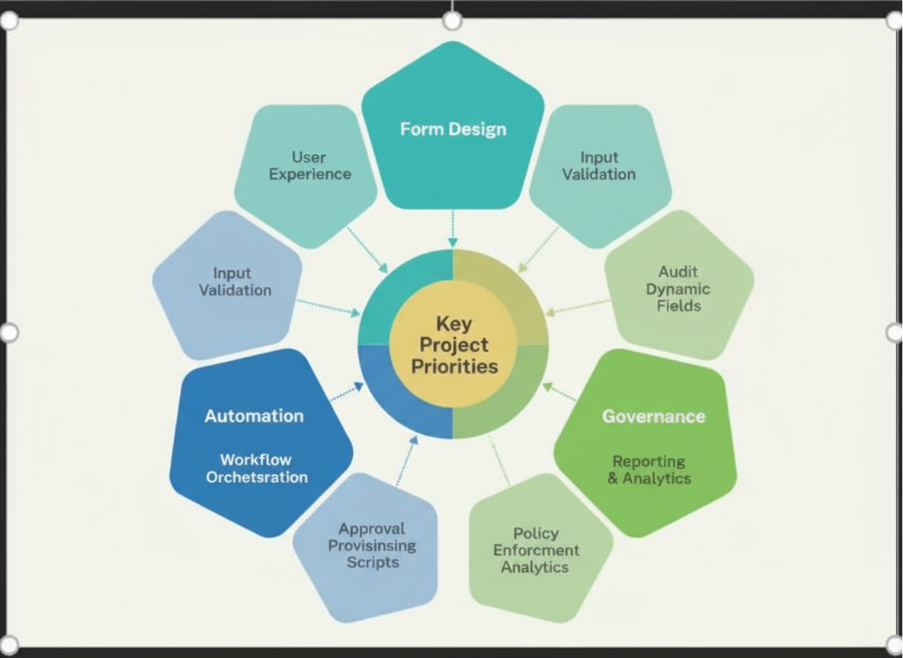 Form Design
User
Experience
Input
Validation
Input
Validation
Audit
Dynamic
Fields
Key
Project
Priorities
Automation
Workflow
Orchetsration
Governance
Reporting
& Analytics
Approval
Provisinsing
Scripts
Policy
Enforcment
Analytics